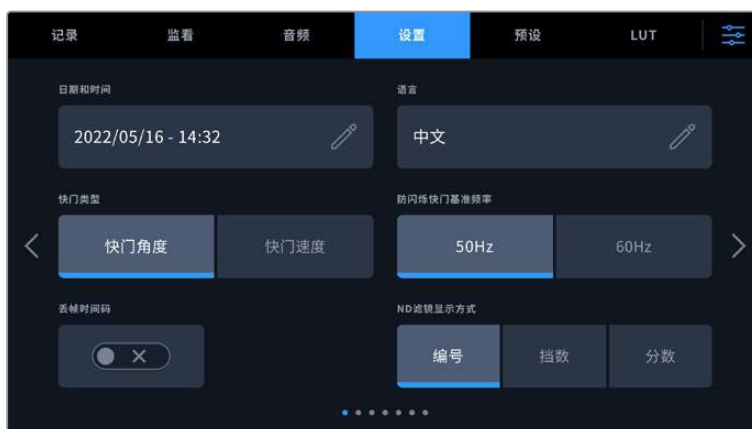 记录 监看 音频 设置 预设 LUT
日期和时间 语言
2022/05/16 - 14:32 中文
快门类型 防闪烁快门基准频率
快门角度 快门速度 50Hz 60Hz
丢帧时间码 ND滤镜显示方式
编号 挡数 分数